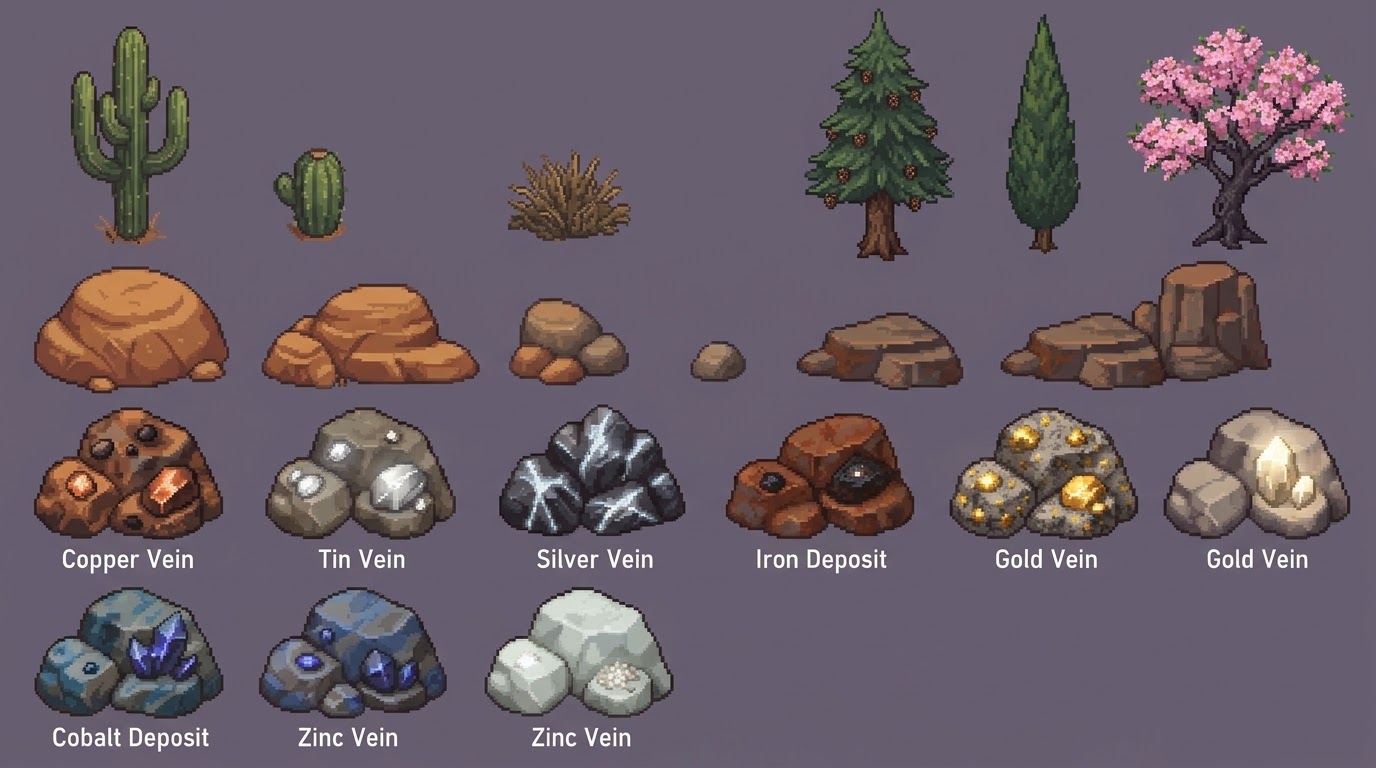 Copper Vein
Tin Vein
Silver Vein
Iron Deposit
Gold Vein
Gold Vein
Cobalt Deposit
Zinc Vein
Zinc Vein